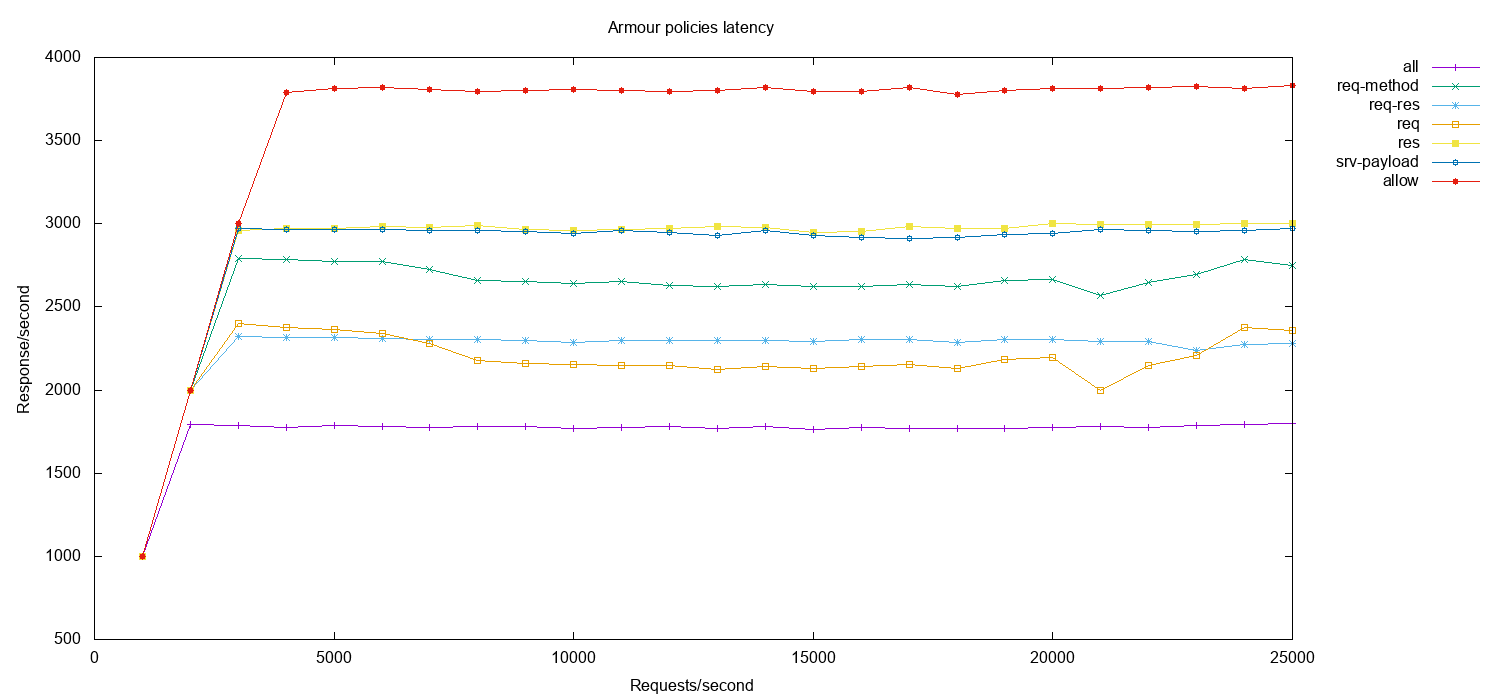 Armour policies latency
4000
3500
3000
2500
2000
1500
1000
500
Response/second
0
5000
10000
15000
20000
25000
Requests/second
all
req-method
req-res
req
res
srv-payload
allow